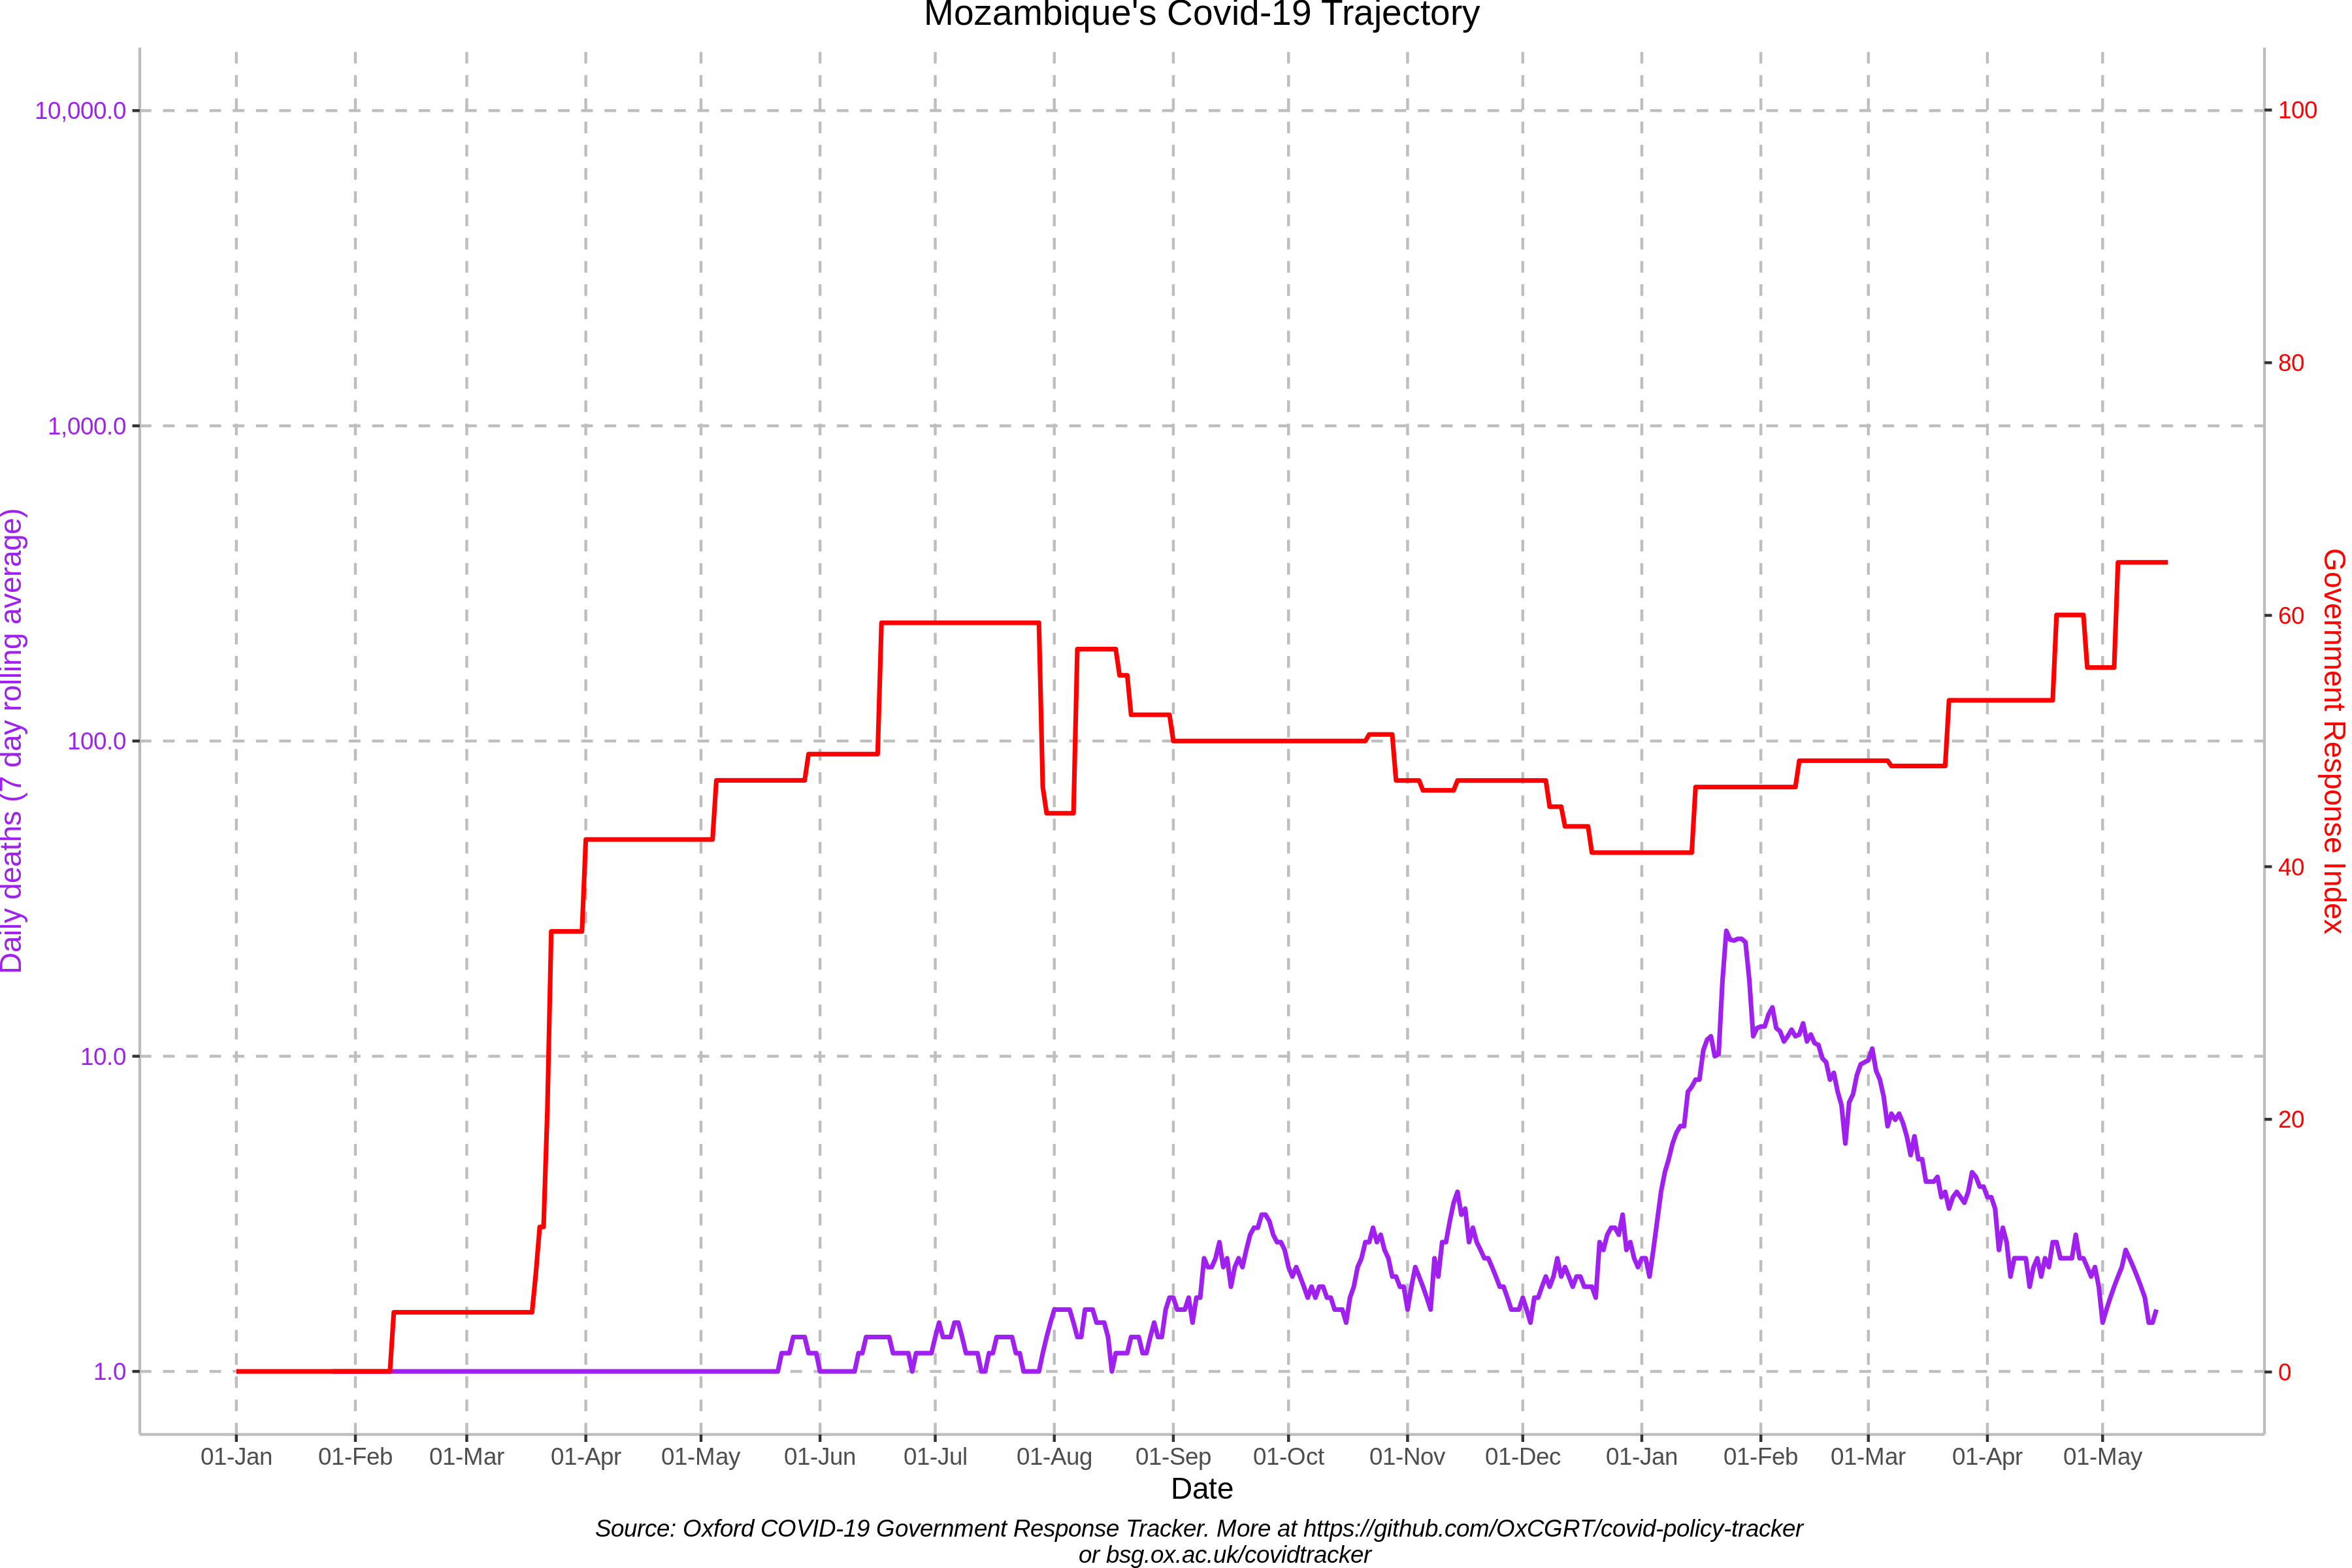 Mozambique's Covid-19 Trajectory
10,000.0
1,000.0
100.0
10.0
1.0
Daily deaths (7 day rolling average)
100
80
60
40
20
0
Government Response Index
01-Jan 01-Feb 01-Mar 01-Apr 01-May 01-Jun 01-Jul 01-Aug 01-Sep 01-Oct 01-Nov 01-Dec 01-Jan 01-Feb 01-Mar 01-Apr 01-May
Date
Source: Oxford COVID-19 Government Response Tracker. More at https://github.com/OxCGRT/covid-policy-tracker
or bsg.ox.ac.uk/covidtracker